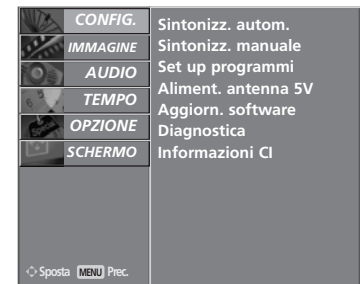 CONFIG.
IMMAGINE
AUDIO
TEMPO
OPZIONE
SCHERMO
Sintonizz. autom.
Sintonizz. manuale
Set up programmi
Aliment. antenna 5V
Aggiorn. software
Diagnostica
Informazioni CI
Sposta MENU Prec.